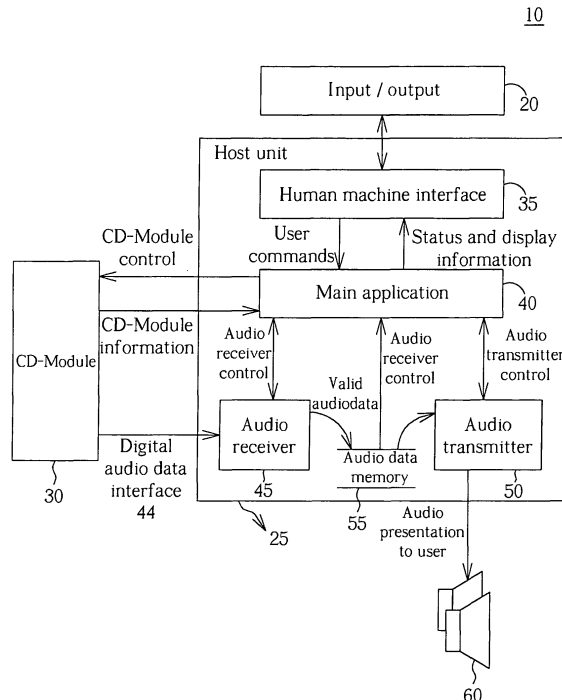 10
Input / output
20
Host unit
Human machine interface
35
CD-Module
control
User
commands
Status and display
information
Main application
40
CD-Module
CD-Module
information
Audio
receiver
control
Audio
receiver
control
Audio
transmitter
control
Valid
audiodata
Audio
receiver
45
Audio data
memory
55
Audio
transmitter
50
Digital
audio data
interface
44
30
25
Audio
presentation
to user
60